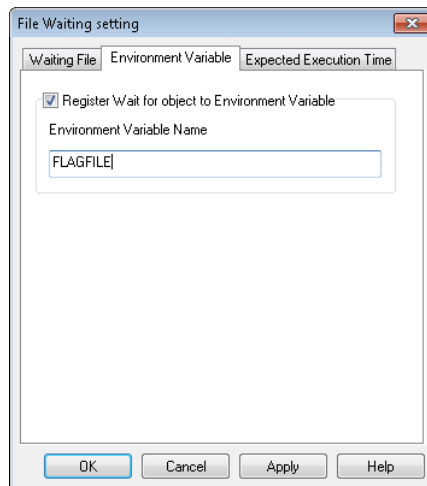 File Waiting setting
Waiting File Environment Variable Expected Execution Time
Register Wait for object to Environment Variable
Environment Variable Name
FLAGFILE
OK Cancel Apply Help